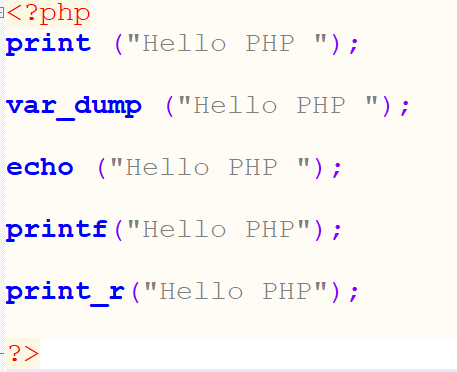 <?php
print ("Hello PHP ");
var_dump ("Hello PHP ");
echo ("Hello PHP ");
printf("Hello PHP");
print_r("Hello PHP");
?>